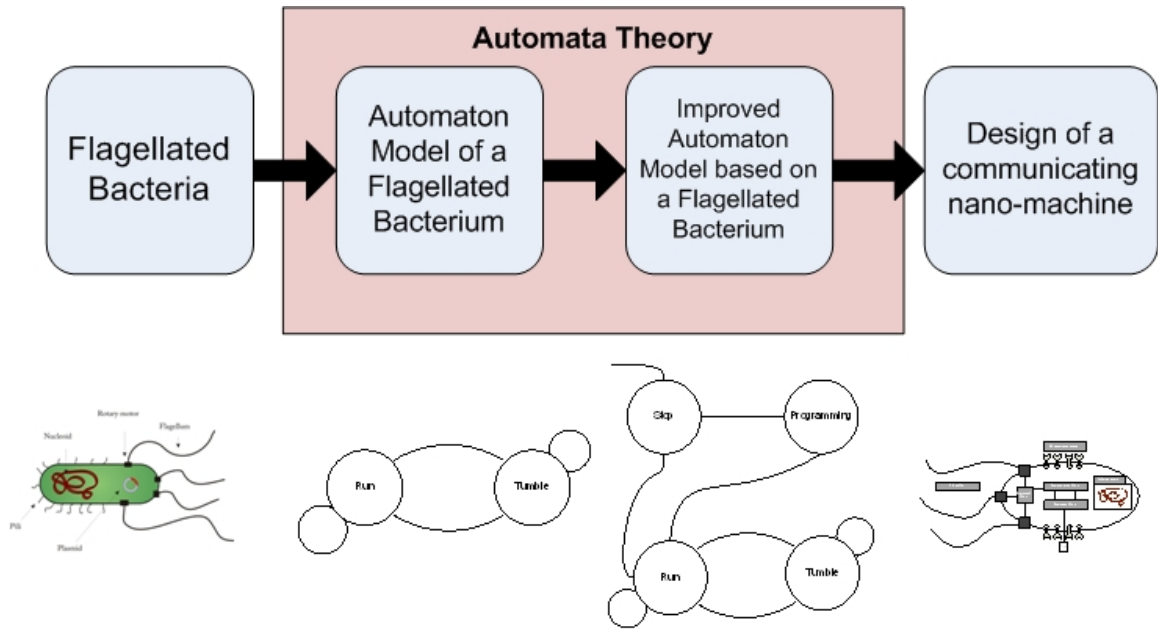 Automata Theory
Flagellated
Bacteria
Automaton
Model of a
Flagellated
Bacterium
Improved
Automaton
Model based on
a Flagellated
Bacterium
Design of a
communicating
nano-machine
Rotary motor
Flagellum
Nucleoid
Pili
Plasmid
Run
Tumble
Programming
Run
Tumble